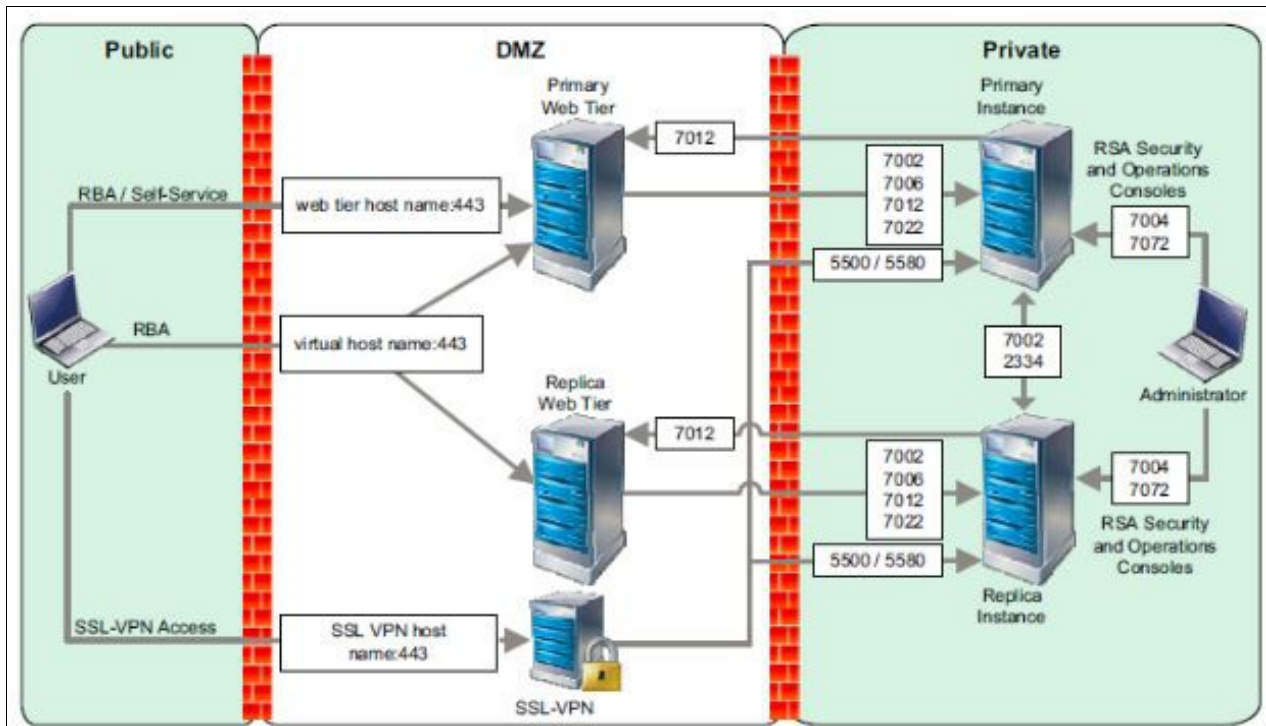 Public
DMZ
Private
Primary
Web Tier
Primary
Instance
7012
RSA Security
and Operations
Consoles
7002
7006
7012
7022
RBA / Self-Service
web tier host name:443
7004
7072
5500 / 5580
RBA
virtual host name:443
7002
2334
User
Replica
Web Tier
Administrator
7012
7002
7006
7012
7022
7004
7072
RSA Security
and Operations
Consoles
5500 / 5580
Replica
Instance
SSL-VPN Access
SSL VPN host
name:443
SSL-VPN